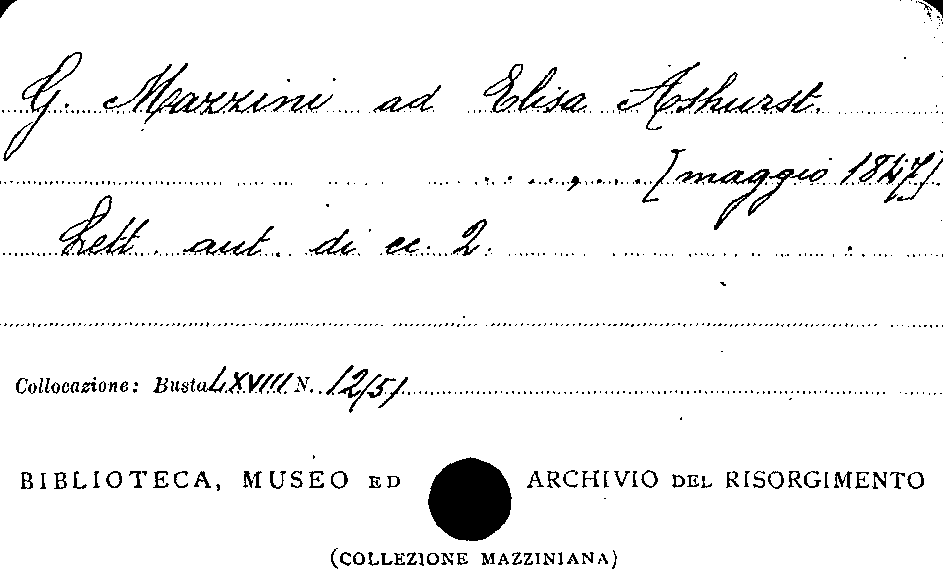 G. Mazzini ad Elisa Ashurst.
[maggio 1847]
Lett. aut. di cc. 2.
Collocazione: Busta LXVIII N. 12/51
BIBLIOTECA, MUSEO ED ARCHIVIO DEL RISORGIMENTO
(COLLEZIONE MAZZINIANA)